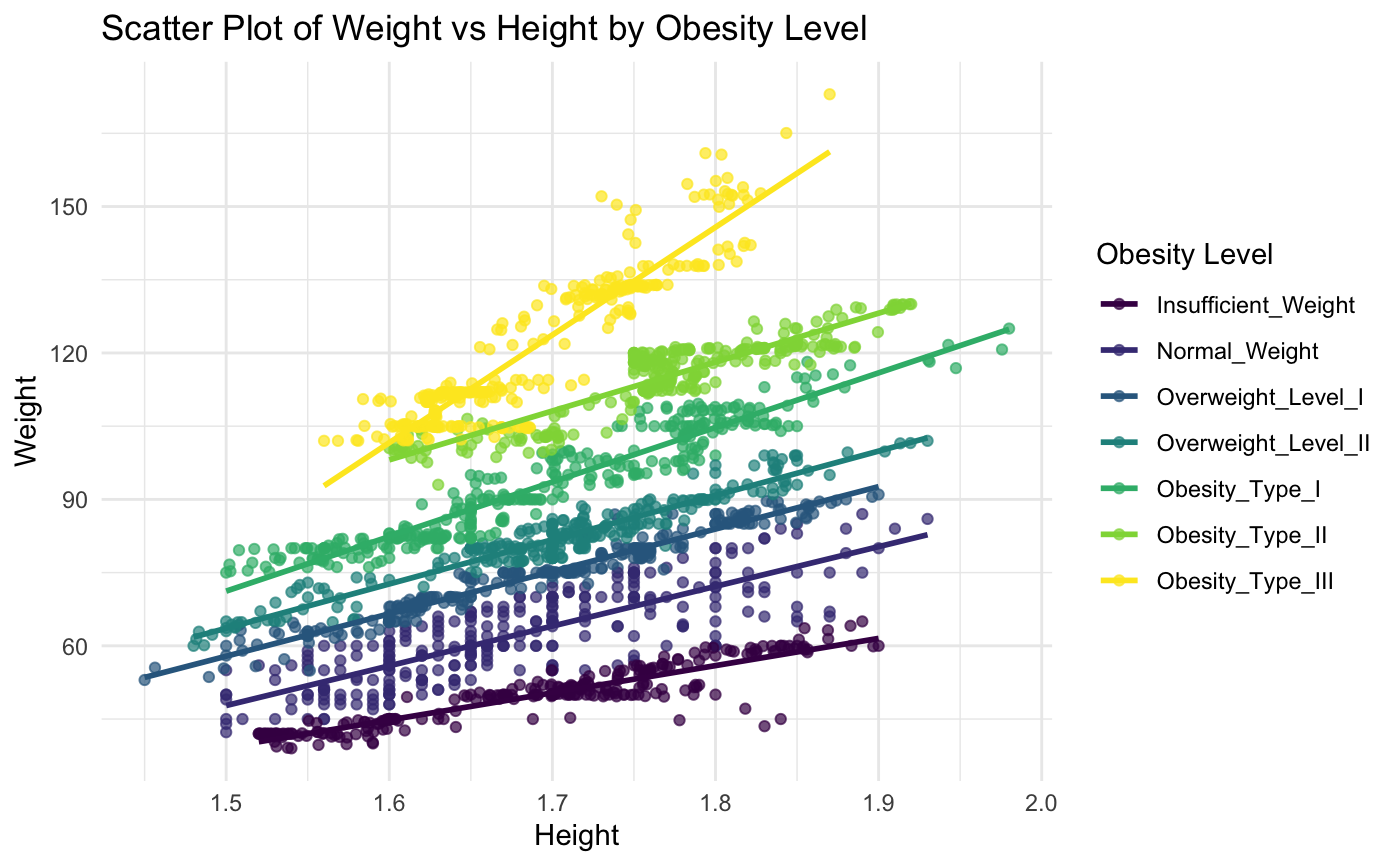 Scatter Plot of Weight vs Height by Obesity Level
Weight
150
120
90
60
1.5 1.6 1.7 1.8 1.9 2.0
Height
Obesity Level
Insufficient_Weight
Normal_Weight
Overweight_Level_I
Overweight_Level_II
Obesity_Type_I
Obesity_Type_II
Obesity_Type_III